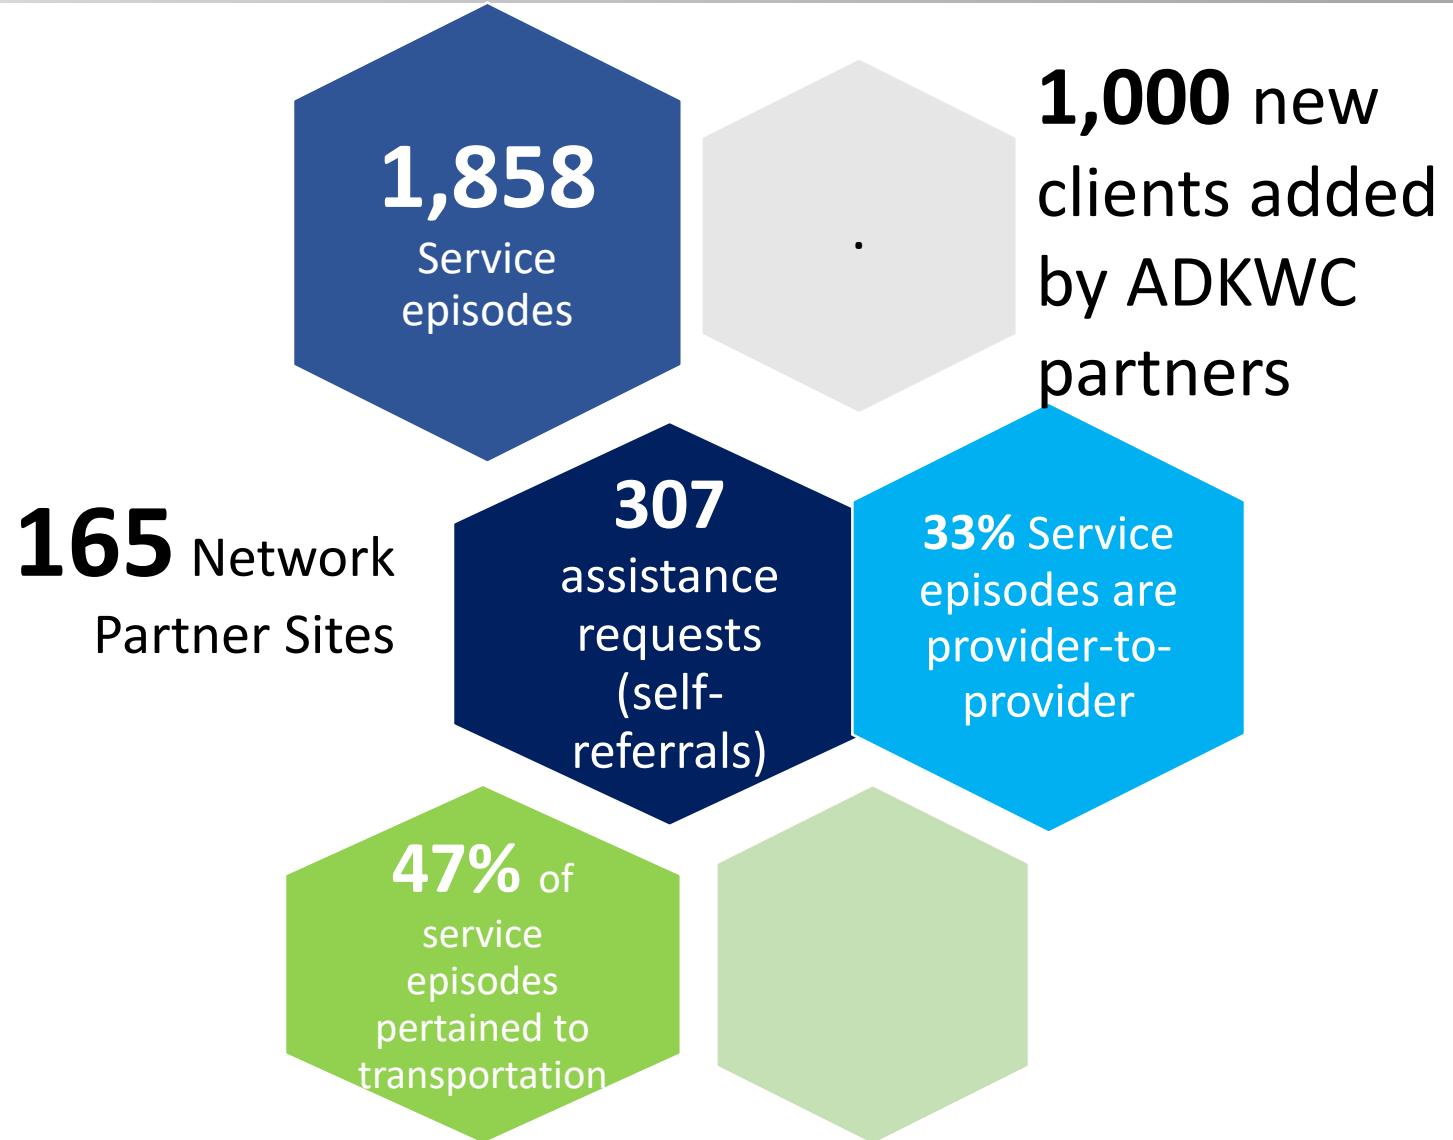 1,858
Service
episodes
.
1,000 new
clients added
by ADKWC
partners
165 Network
Partner Sites
307
assistance
requests
(self-
referrals)
33% Service
episodes are
provider-to-
provider
47% of
service
episodes
pertained to
transportation